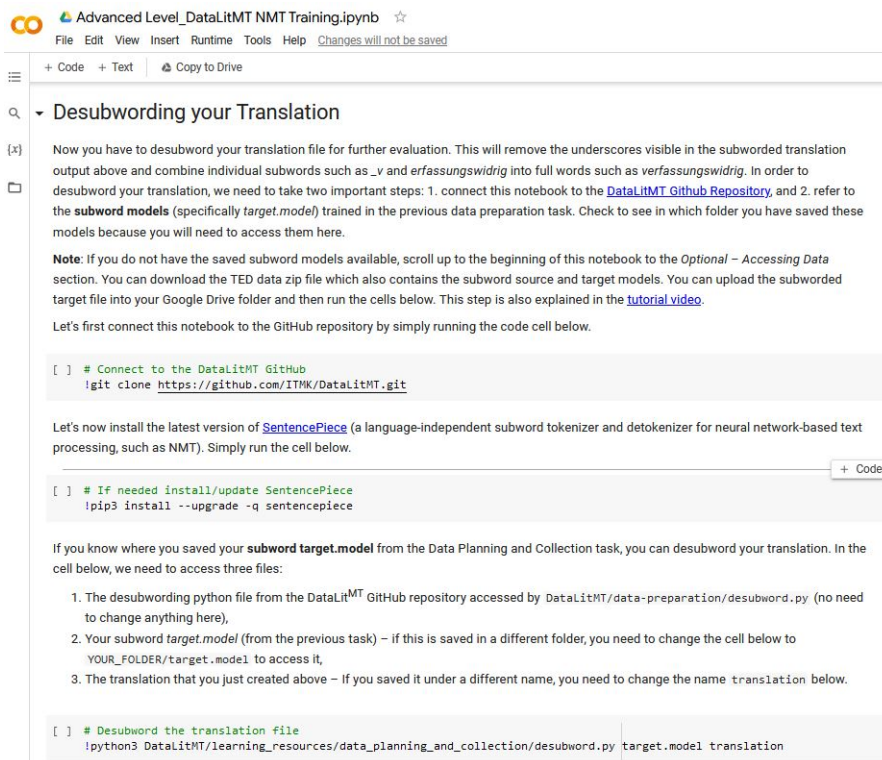 Advanced Level_DataLitMT NMT Training.ipynb
File Edit View Insert Runtime Tools Help Changes will not be saved
+ Code + Text Copy to Drive
Desubwording your Translation
Now you have to desubword your translation file for further evaluation. This will remove the underscores visible in the subworded translation
output above and combine individual subwords such as _v and erfassungswidrig into full words such as verfassungswidrig. In order to
desubword your translation, we need to take two important steps: 1. connect this notebook to the DataLitMT Github Repository, and 2. refer to
the subword models (specifically target.model) trained in the previous data preparation task. Check to see in which folder you have saved these
models because you will need to access them here.
Note: If you do not have the saved subword models available, scroll up to the beginning of this notebook to the Optional – Accessing Data
section. You can download the TED data zip file which also contains the subword source and target models. You can upload the subworded
target file into your Google Drive folder and then run the cells below. This step is also explained in the tutorial video.
Let's first connect this notebook to the GitHub repository by simply running the code cell below.
[ ] # Connect to the DataLitMT GitHub
!git clone https://github.com/ITMK/DataLitMT.git
Let's now install the latest version of SentencePiece (a language-independent subword tokenizer and detokenizer for neural network-based text
processing, such as NMT). Simply run the cell below.
+ Code
[ ] # If needed install/update SentencePiece
!pip3 install --upgrade -q sentencepiece
If you know where you saved your subword target.model from the Data Planning and Collection task, you can desubword your translation. In the
cell below, we need to access three files:
1. The desubwording python file from the DataLitMT GitHub repository accessed by DataLitMT/data-preparation/desubword.py (no need
to change anything here),
2. Your subword target.model (from the previous task) – if this is saved in a different folder, you need to change the cell below to
YOUR_FOLDER/target.model to access it,
3. The translation that you just created above – If you saved it under a different name, you need to change the name translation below.
[ ] # Desubword the translation file
!python3 DataLitMT/learning_resources/data_planning_and_collection/desubword.py target.model translation